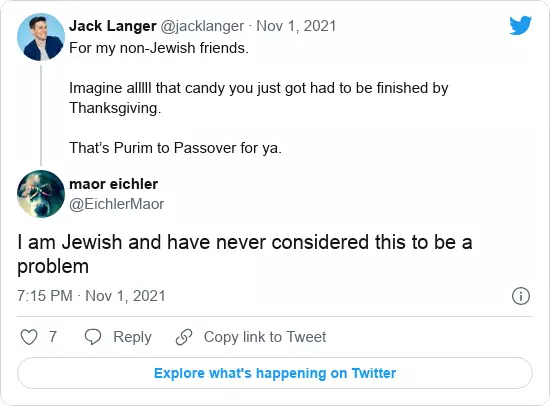 Jack Langer @jacklanger · Nov 1, 2021
For my non-Jewish friends.
Imagine alllll that candy you just got had to be finished by
Thanksgiving.
That’s Purim to Passover for ya.
maor eichler
@EichlerMaor
I am Jewish and have never considered this to be a
problem
7:15 PM · Nov 1, 2021
7 Reply Copy link to Tweet
Explore what's happening on Twitter